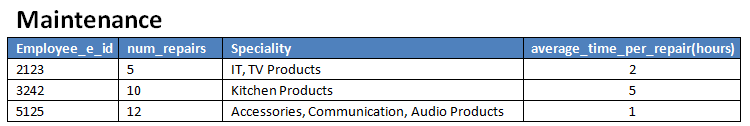 Maintenance
Employee_e_id num_repairs Speciality average_time_per_repair(hours)
2123 5 IT, TV Products 2
3242 10 Kitchen Products 5
5125 12 Accessories, Communication, Audio Products 1